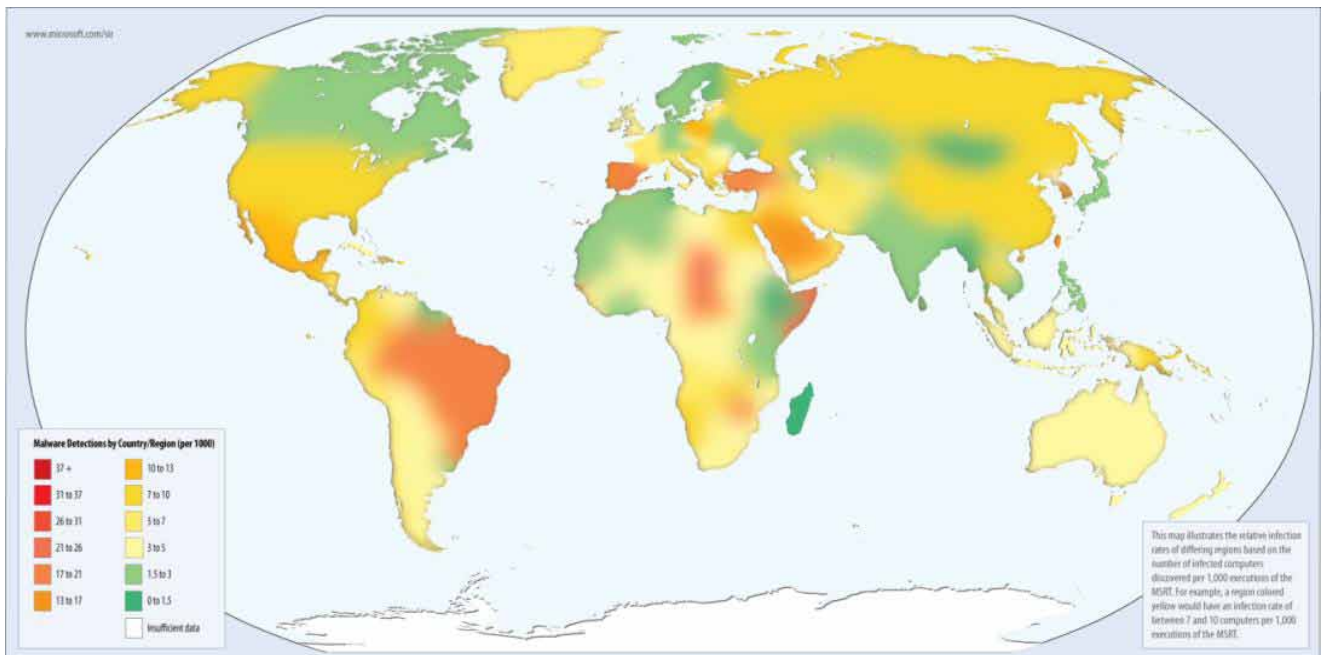 www.microsoft.com/sir
Malware Detections by Country/Region (per 1000)
37 +
31 to 37
26 to 31
21 to 26
17 to 21
13 to 17
10 to 13
7 to 10
5 to 7
3 to 5
1.5 to 3
0 to 1.5
Insufficient data
This map illustrates the relative infection
rates of differing regions based on the
number of infected computers
discovered per 1,000 executions of the
MSRT. For example, a region colored
yellow would have an infection rate of
between 7 and 10 computers per 1,000
executions of the MSRT.